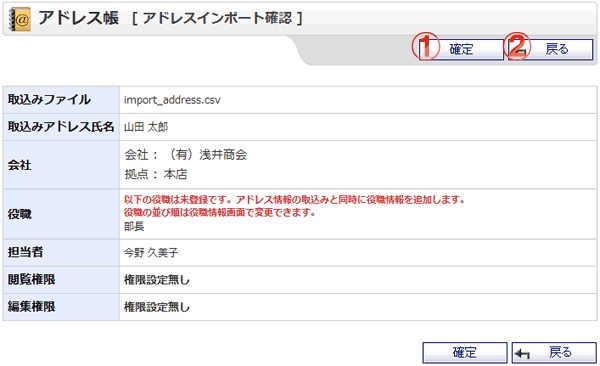 アドレス帳 [ アドレスインポート確認 ]
① 確定 ② 戻る
取込みファイル import_address.csv
取込みアドレス氏名 山田 太郎
会社 会社 : （有）浅井商会
拠点 : 本店
役職 以下の役職は未登録です。アドレス情報の取込みと同時に役職情報を追加します。
役職の並び順は役職情報画面で変更できます。
部長
担当者 今野 久美子
閲覧権限 権限設定無し
編集権限 権限設定無し
確定 戻る